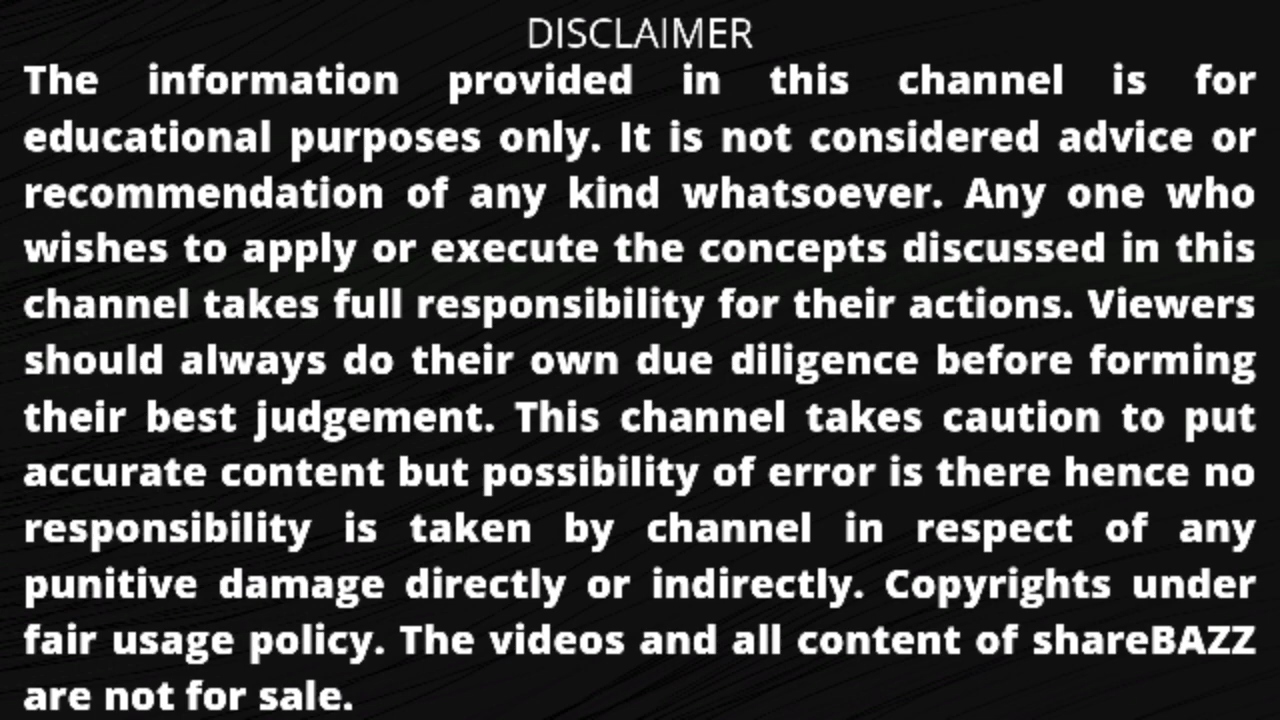 DISCLAIMER
The information provided in this channel is for
educational purposes only. It is not considered advice or
recommendation of any kind whatsoever. Any one who
wishes to apply or execute the concepts discussed in this
channel takes full responsibility for their actions. Viewers
should always do their own due diligence before forming
their best judgement. This channel takes caution to put
accurate content but possibility of error is there hence no
responsibility is taken by channel in respect of any
punitive damage directly or indirectly. Copyrights under
fair usage policy. The videos and all content of shareBAZZ
are not for sale.